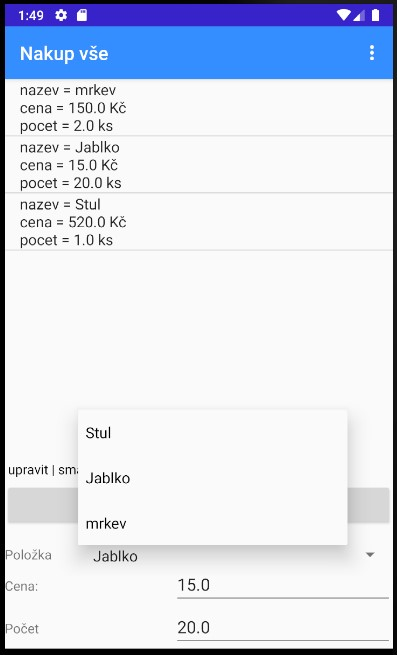 1:49
Nakup vše
nazev = mrkev
cena = 150.0 Kč
pocet = 2.0 ks
nazev = Jablko
cena = 15.0 Kč
pocet = 20.0 ks
nazev = Stul
cena = 520.0 Kč
pocet = 1.0 ks
Stul
upravit |
Jablko
mrkev
Položka Jablko
Cena: 15.0
Počet 20.0